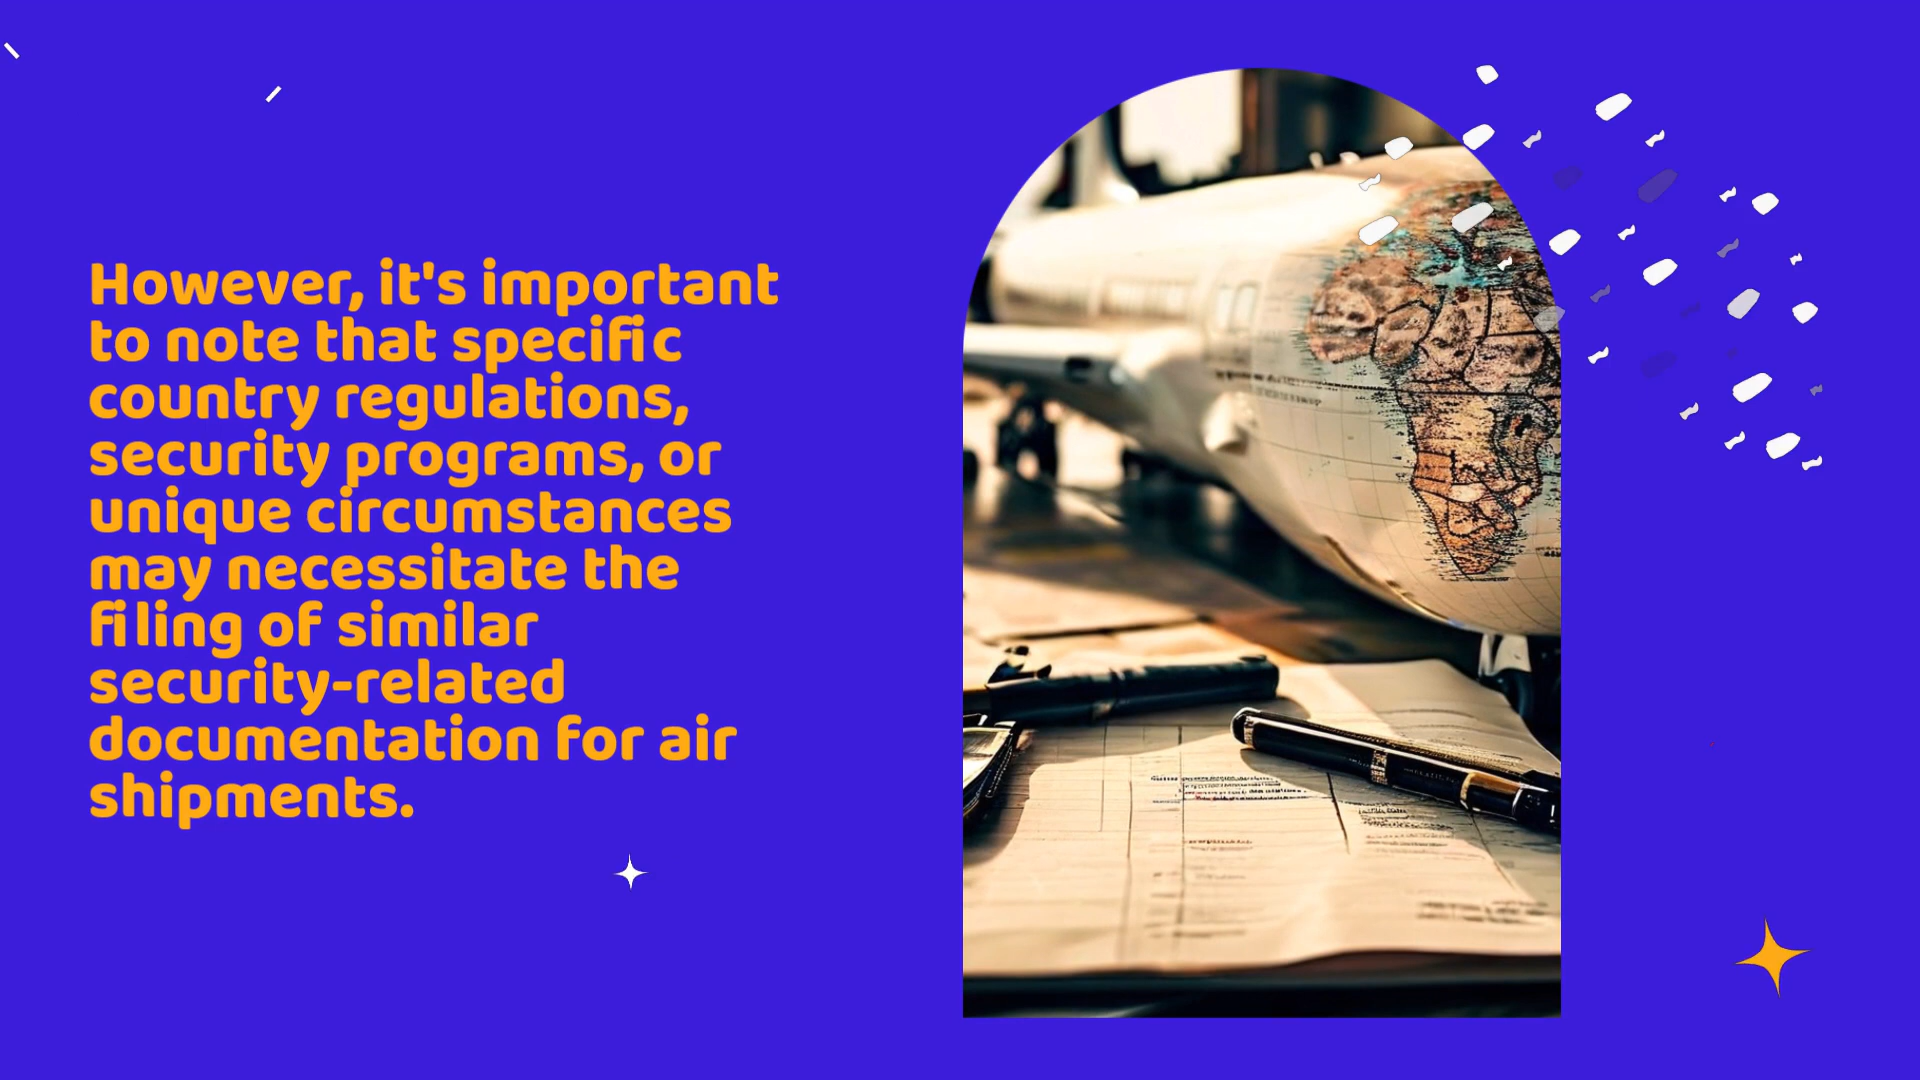 However, it's important
to note that specific
country regulations,
security programs, or
unique circumstances
may necessitate the
filing of similar
security-related
documentation for air
shipments.